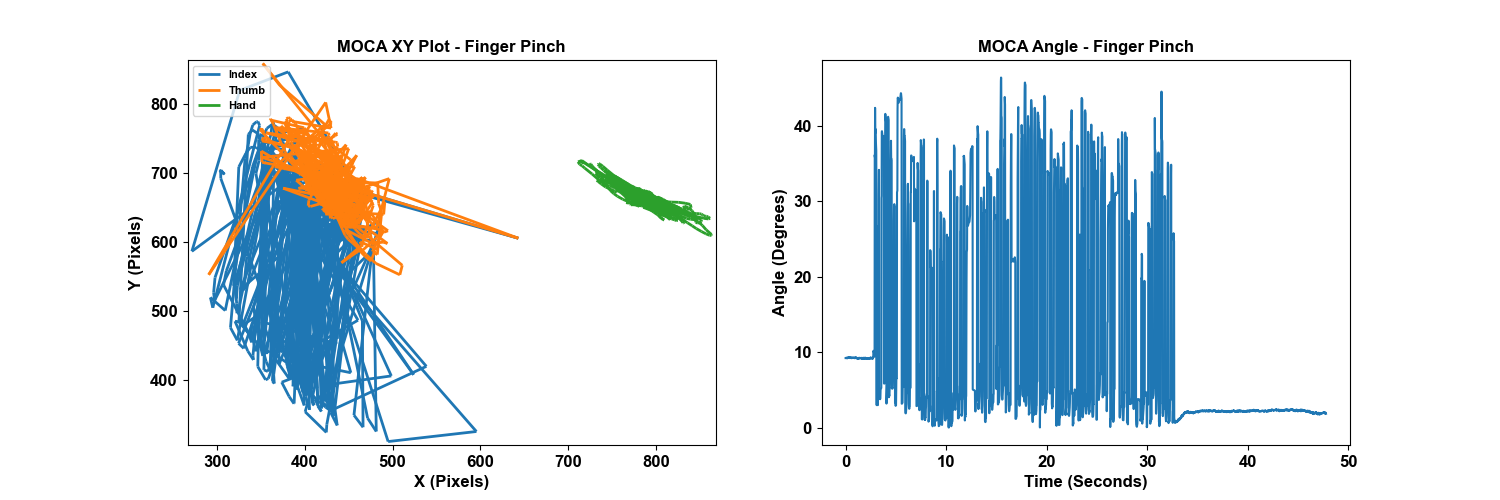 MOCA XY Plot - Finger Pinch
Index
Thumb
Hand
800
700
600
500
400
300 400 500 600 700 800
Y (Pixels)
X (Pixels)
MOCA Angle - Finger Pinch
40
30
20
10
0
0 10 20 30 40 50
Angle (Degrees)
Time (Seconds)